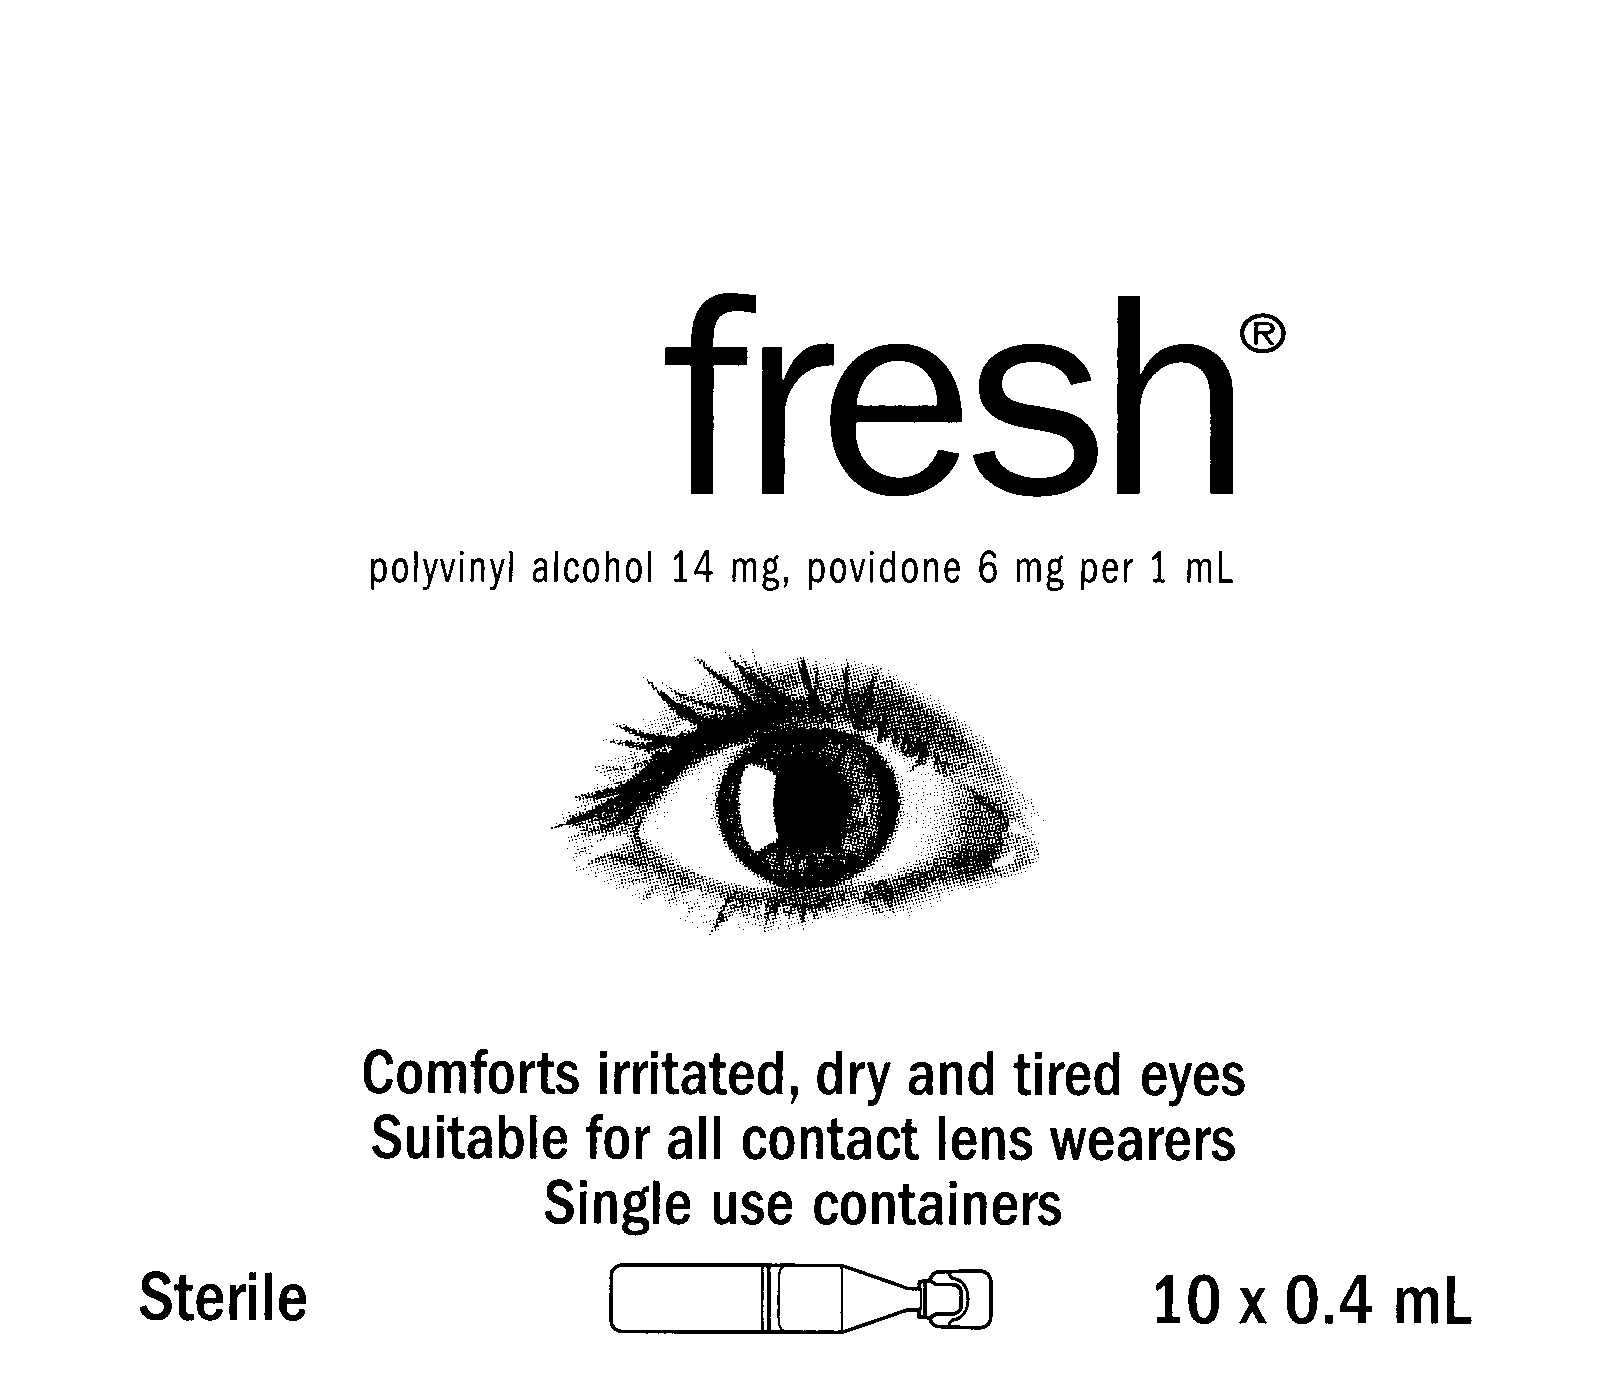 fresh®
polyvinyl alcohol 14 mg, povidone 6 mg per 1 mL
Comforts irritated, dry and tired eyes
Suitable for all contact lens wearers
Single use containers
Sterile
10 x 0.4 mL